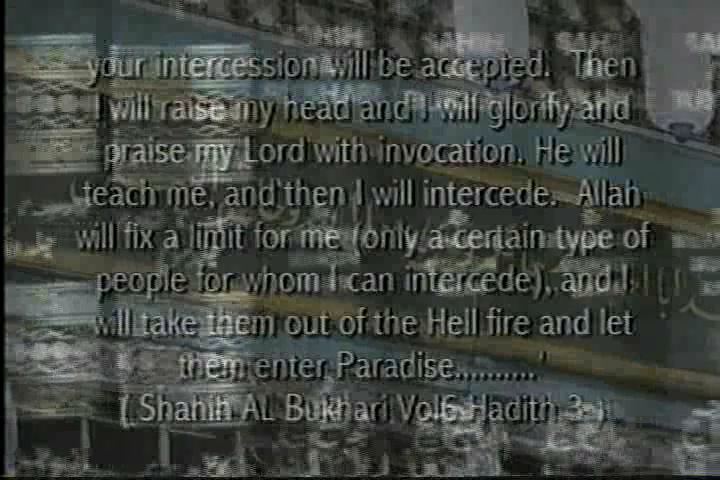 your intercession will be accepted. Then
I will raise my head and I will glorify and
praise my Lord with invocation. He will
teach me, and then I will intercede. Allah
will fix a limit for me (only a certain type of
people for whom I can intercede), and I
will take them out of the Hell fire and let
them enter Paradise..........'
( Shahih AL Bukhari Vol6 Hadith 3 )